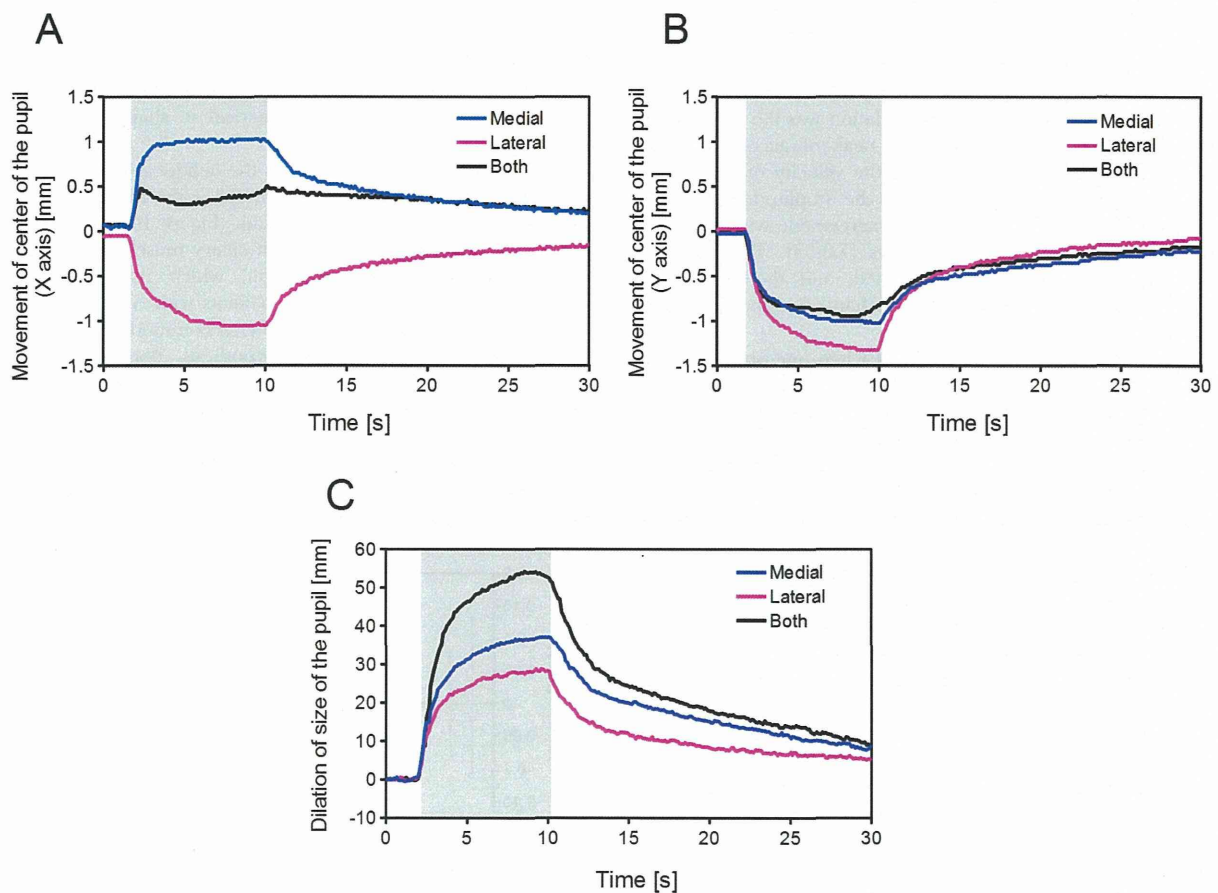 A
Movement of center of the pupil
(X axis) [mm]
1.5
1
0.5
0
-0.5
-1
-1.5
Medial
Lateral
Both
0
5
10
15
20
25
30
Time [s]
B
Movement of center of the pupil
(Y axis) [mm]
1.5
1
0.5
0
-0.5
-1
-1.5
Medial
Lateral
Both
0
5
10
15
20
25
30
Time [s]
C
Dilation of size of the pupil [mm]
60
50
40
30
20
10
0
-10
Medial
Lateral
Both
0
5
10
15
20
25
30
Time [s]